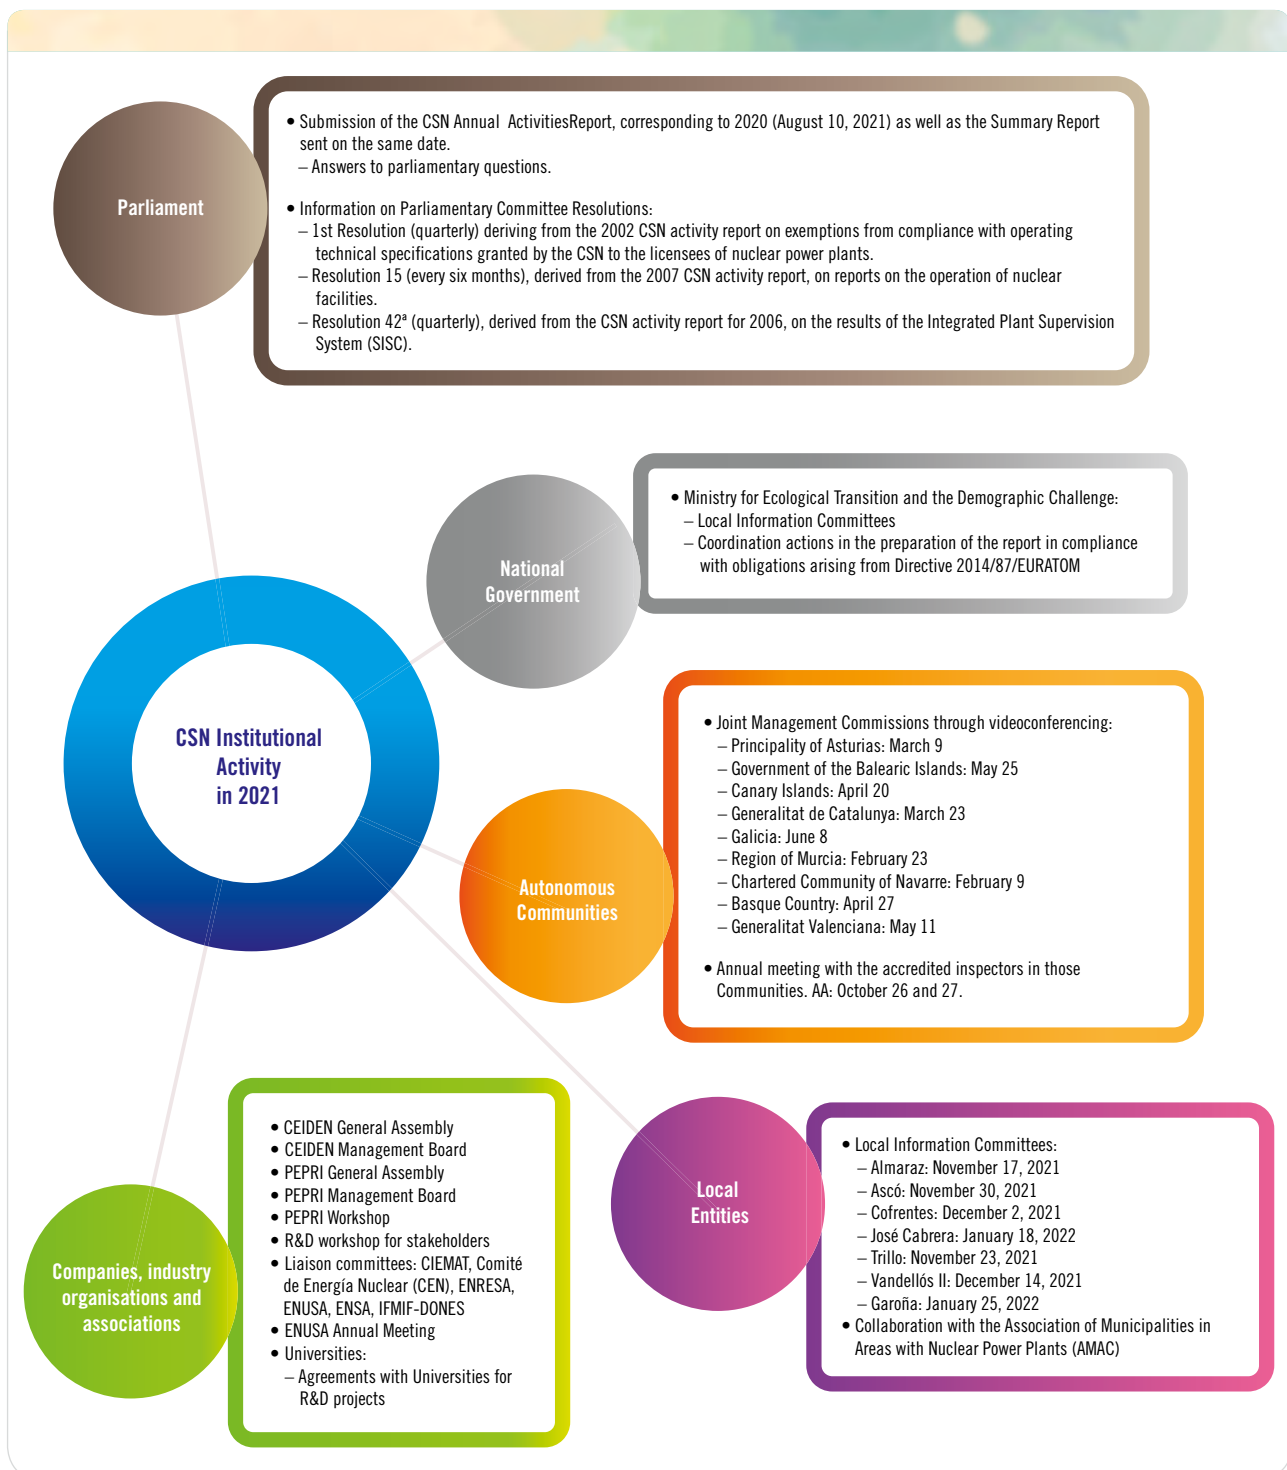 Parliament
• Submission of the CSN Annual ActivitiesReport, corresponding to 2020 (August 10, 2021) as well as the Summary Report
sent on the same date.
– Answers to parliamentary questions.
• Information on Parliamentary Committee Resolutions:
– 1st Resolution (quarterly) deriving from the 2002 CSN activity report on exemptions from compliance with operating
technical specifications granted by the CSN to the licensees of nuclear power plants.
– Resolution 15 (every six months), derived from the 2007 CSN activity report, on reports on the operation of nuclear
facilities.
– Resolution 42ª (quarterly), derived from the CSN activity report for 2006, on the results of the Integrated Plant Supervision
System (SISC).
National
Government
• Ministry for Ecological Transition and the Demographic Challenge:
– Local Information Committees
– Coordination actions in the preparation of the report in compliance
with obligations arising from Directive 2014/87/EURATOM
CSN Institutional
Activity
in 2021
Autonomous
Communities
• Joint Management Commissions through videoconferencing:
– Principality of Asturias: March 9
– Government of the Balearic Islands: May 25
– Canary Islands: April 20
– Generalitat de Catalunya: March 23
– Galicia: June 8
– Region of Murcia: February 23
– Chartered Community of Navarre: February 9
– Basque Country: April 27
– Generalitat Valenciana: May 11
• Annual meeting with the accredited inspectors in those
Communities. AA: October 26 and 27.
Companies, industry
organisations and
associations
• CEIDEN General Assembly
• CEIDEN Management Board
• PEPRI General Assembly
• PEPRI Management Board
• PEPRI Workshop
• R&D workshop for stakeholders
• Liaison committees: CIEMAT, Comité
de Energía Nuclear (CEN), ENRESA,
ENUSA, ENSA, IFMIF-DONES
• ENUSA Annual Meeting
• Universities:
– Agreements with Universities for
R&D projects
Local
Entities
• Local Information Committees:
– Almaraz: November 17, 2021
– Ascó: November 30, 2021
– Cofrentes: December 2, 2021
– José Cabrera: January 18, 2022
– Trillo: November 23, 2021
– Vandellós II: December 14, 2021
– Garoña: January 25, 2022
• Collaboration with the Association of Municipalities in
Areas with Nuclear Power Plants (AMAC)